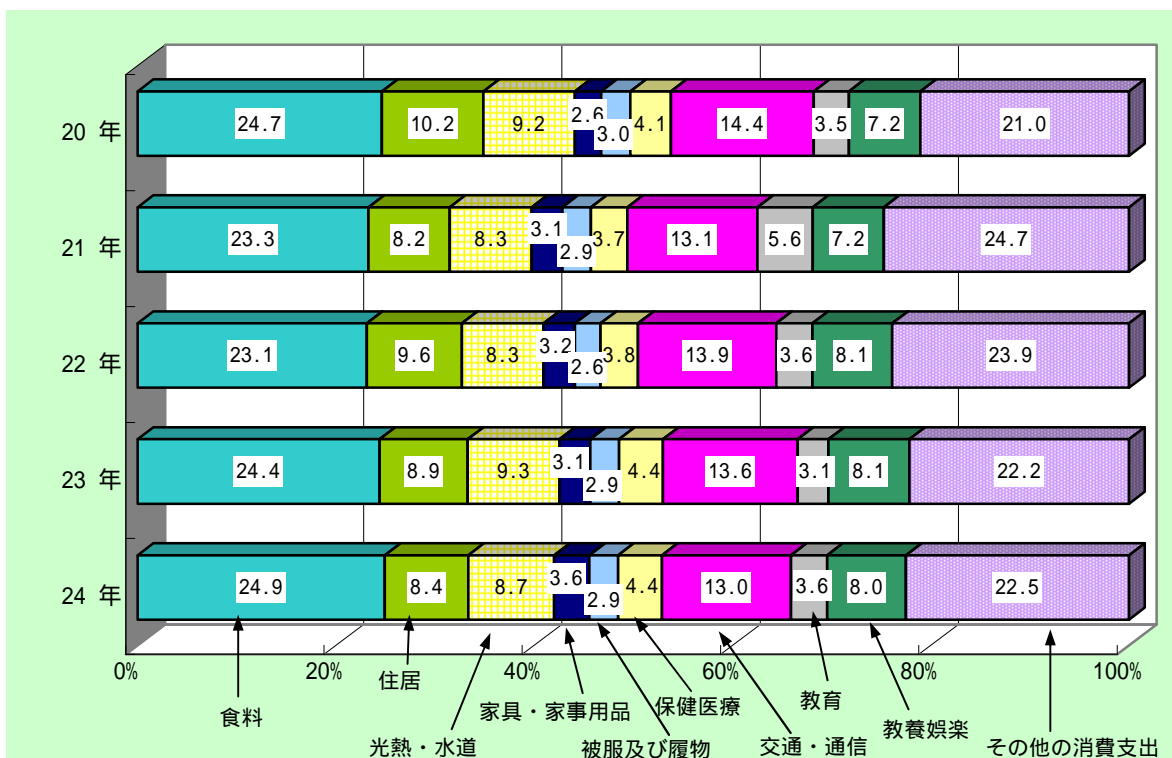 20 年 24.7 10.2 9.2 2.6 3.0 4.1 14.4 3.5 7.2 21.0
21 年 23.3 8.2 8.3 3.1 2.9 3.7 13.1 5.6 7.2 24.7
22 年 23.1 9.6 8.3 3.2 2.6 3.8 13.9 3.6 8.1 23.9
23 年 24.4 8.9 9.3 3.1 2.9 4.4 13.6 3.1 8.1 22.2
24 年 24.9 8.4 8.7 3.6 2.9 4.4 13.0 3.6 8.0 22.5
0% 20% 40% 60% 80% 100%
食料
住居
光熱・水道
家具・家事用品
被服及び履物
保健医療
交通・通信
教育
教養娯楽
その他の消費支出